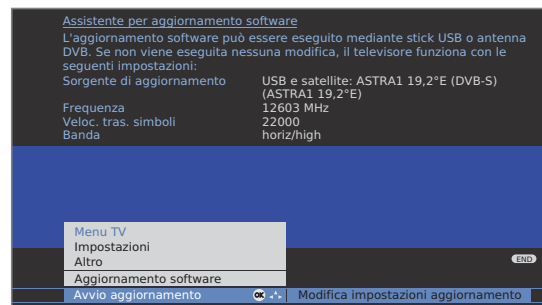 Assistente per aggiornamento software
L'aggiornamento software può essere eseguito mediante stick USB o antenna
DVB. Se non viene eseguita nessuna modifica, il televisore funziona con le
seguenti impostazioni:
Sorgente di aggiornamento USB e satellite: ASTRA1 19,2°E (DVB-S)
(ASTRA1 19,2°E)
Frequenza 12603 MHz
Veloc. tras. simboli 22000
Banda horiz/high
Menu TV
Impostazioni
Altro
END
Aggiornamento software
Avvio aggiornamento OK Modifica impostazioni aggiornamento